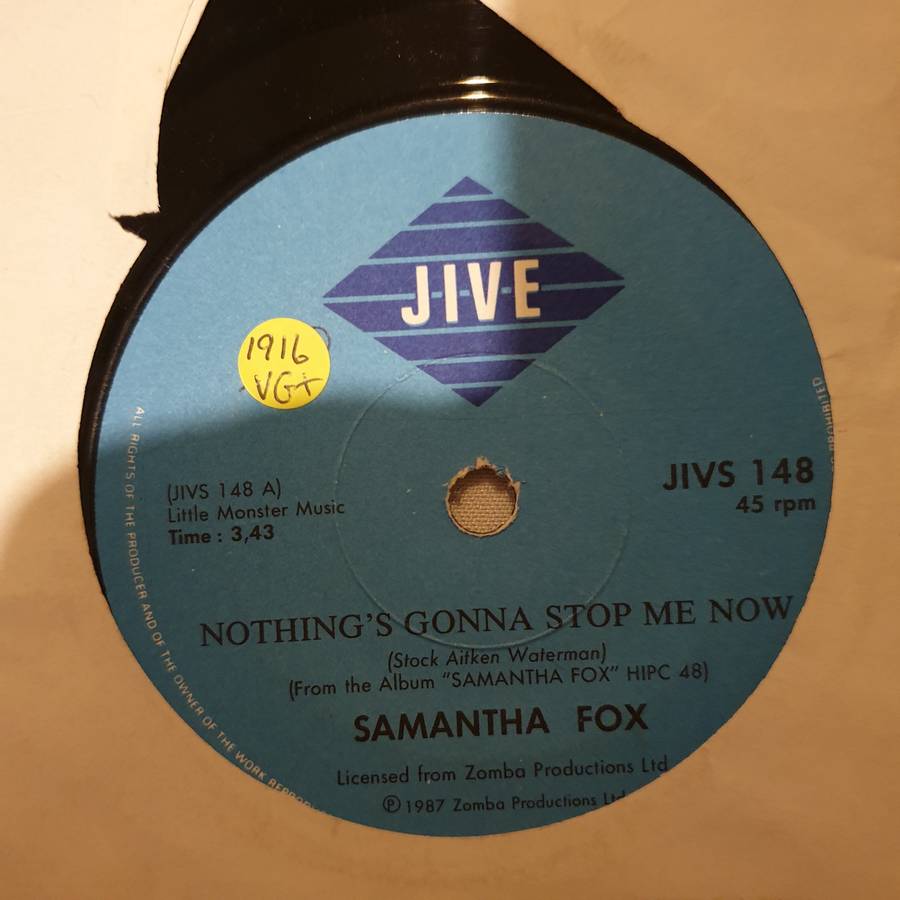 JIVE
1916
VG+
(JIVS 148 A)
Little Monster Music
Time : 3,43
JIVS 148
45 rpm
NOTHING'S GONNA STOP ME NOW
(Stock Aitken Waterman)
(From the Album "SAMANTHA FOX" HIPC 48)
SAMANTHA FOX
Licensed from Zomba Productions Ltd
℗ 1987 Zomba Productions Ltd
ALL RIGHTS OF THE PRODUCER AND OF THE OWNER OF THE WORK